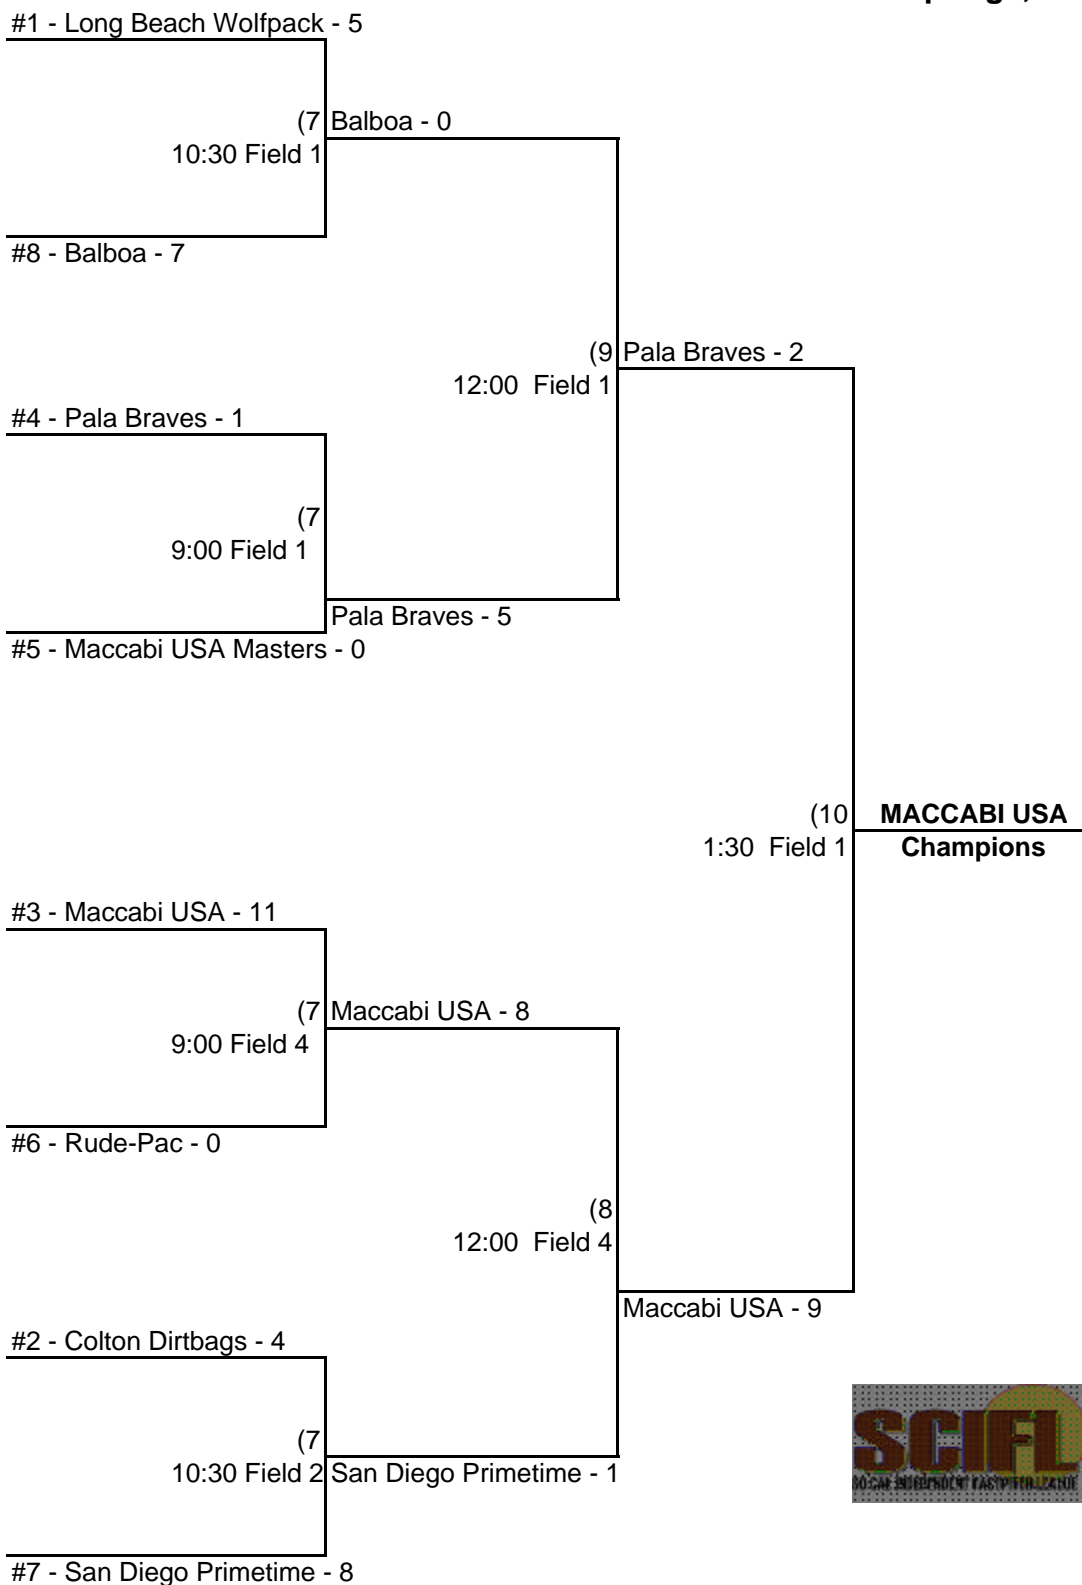 #1 - Long Beach Wolfpack - 5
(7 Balboa - 0
10:30 Field 1
#8 - Balboa - 7
(9 Pala Braves - 2
12:00 Field 1
#4 - Pala Braves - 1
(7
9:00 Field 1
Pala Braves - 5
#5 - Maccabi USA Masters - 0
(10 MACCABI USA
1:30 Field 1 Champions
#3 - Maccabi USA - 11
(7 Maccabi USA - 8
9:00 Field 4
#6 - Rude-Pac - 0
(8
12:00 Field 4
Maccabi USA - 9
#2 - Colton Dirtbags - 4
(7
10:30 Field 2 San Diego Primetime - 1
SCIFL
#7 - San Diego Primetime - 8